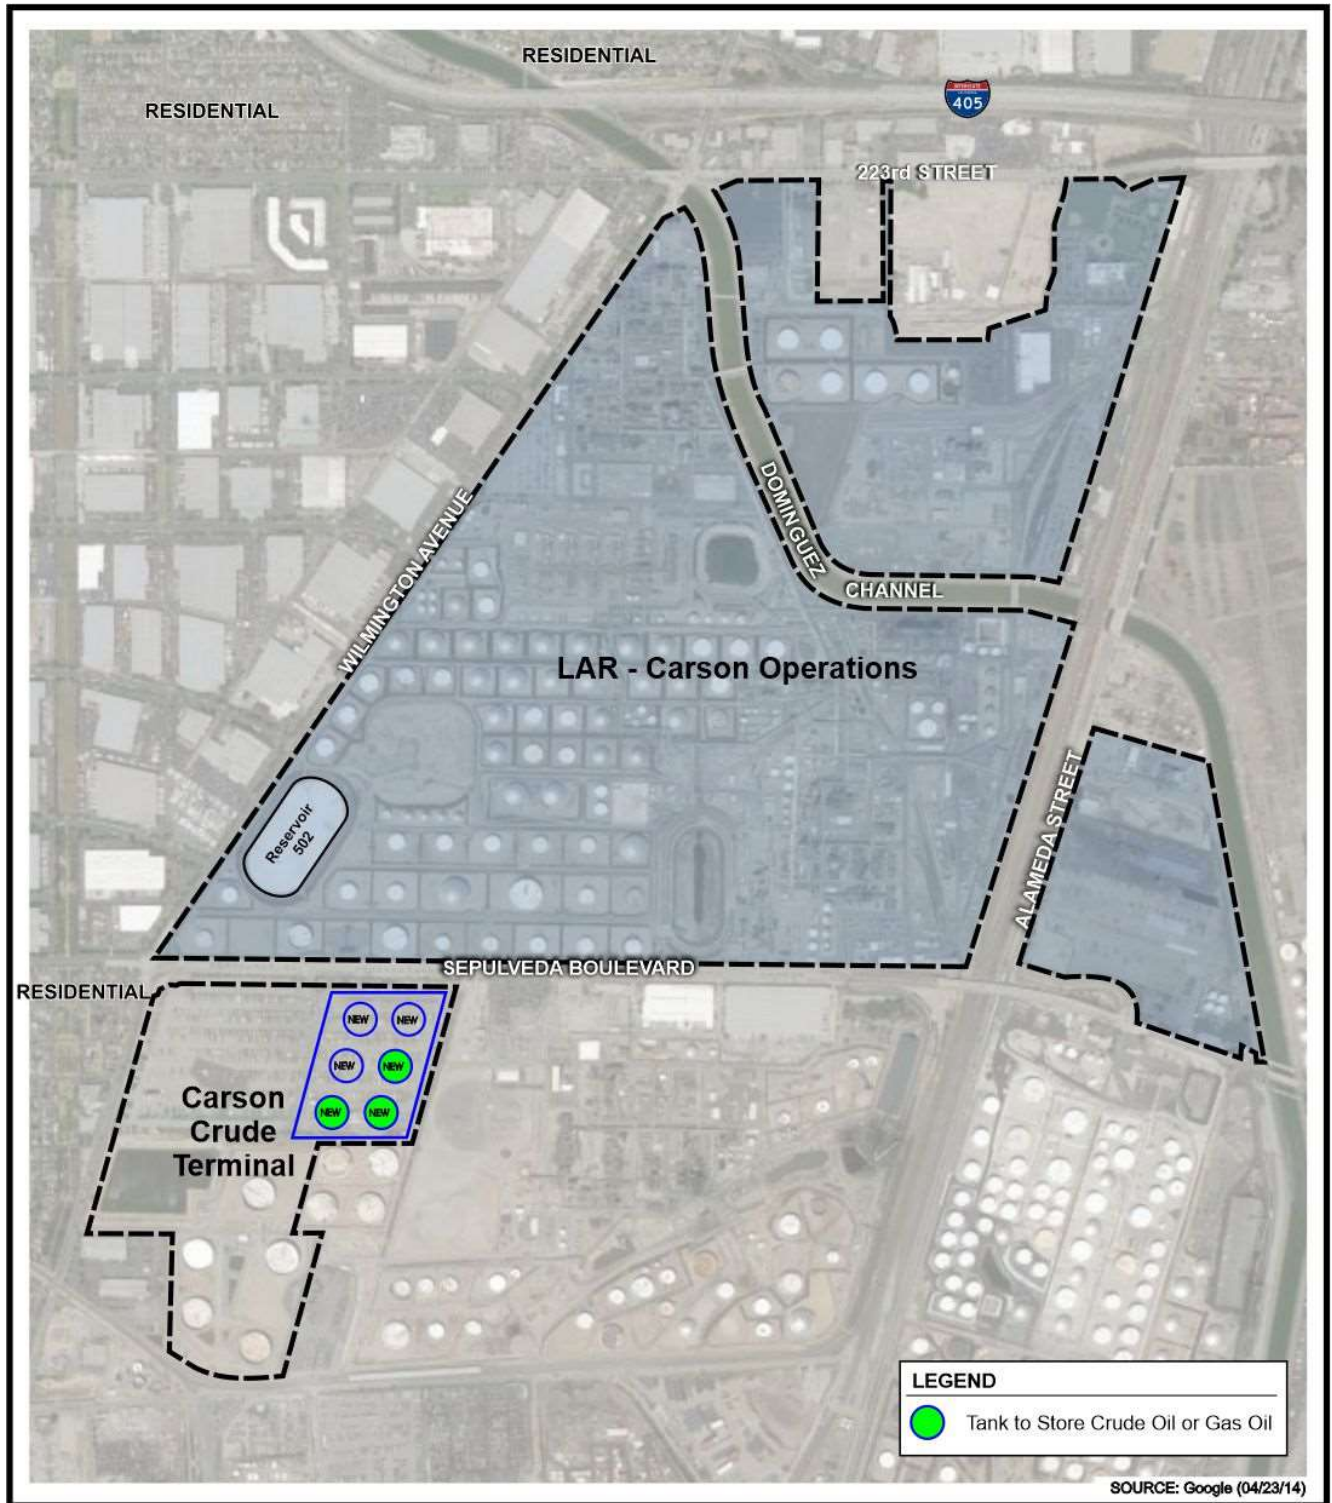 RESIDENTIAL
RESIDENTIAL
INTERSTATE
405
223rd STREET
WILMINGTON AVENUE
DOMINGUEZ
CHANNEL
LAR - Carson Operations
Reservoir
502
ALAMEDA STREET
SEPULVEDA BOULEVARD
RESIDENTIAL
NEW
NEW
NEW
NEW
NEW
NEW
Carson
Crude
Terminal
LEGEND
Tank to Store Crude Oil or Gas Oil
SOURCE: Google (04/23/14)